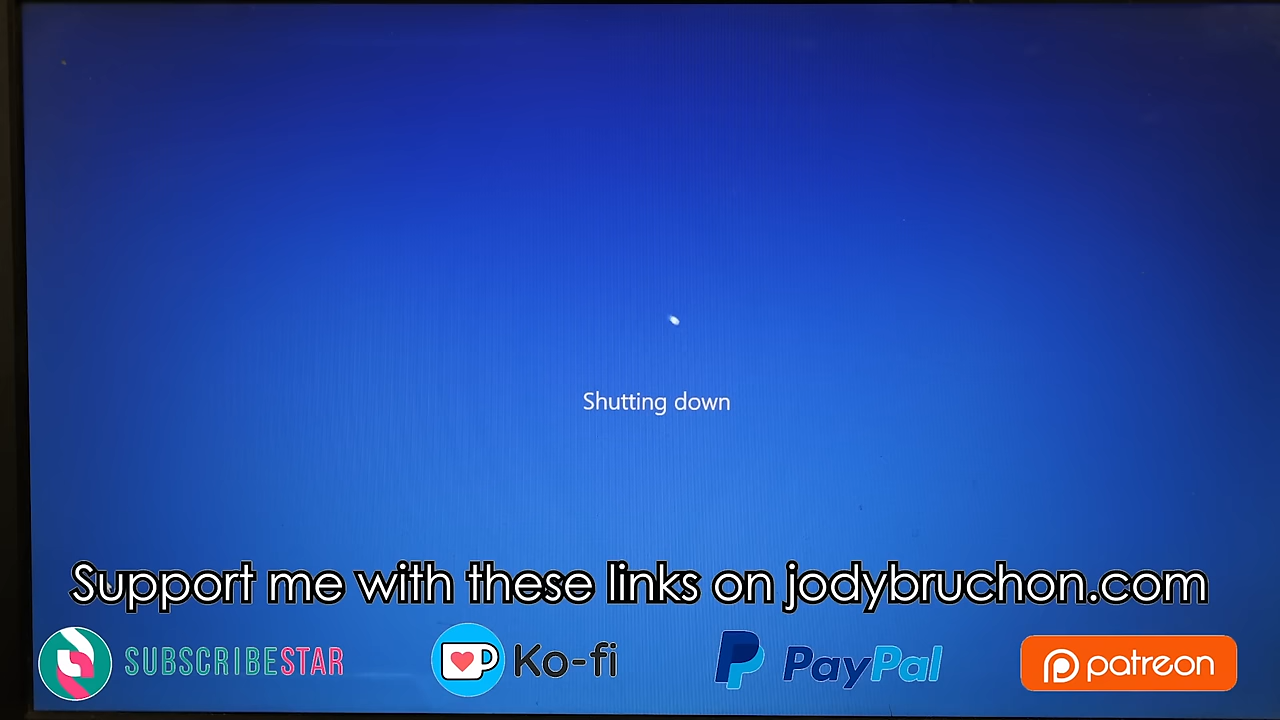 Shutting down
Support me with these links on jodybruchon.com
SUBSCRIBESTAR Ko-fi PayPal patreon